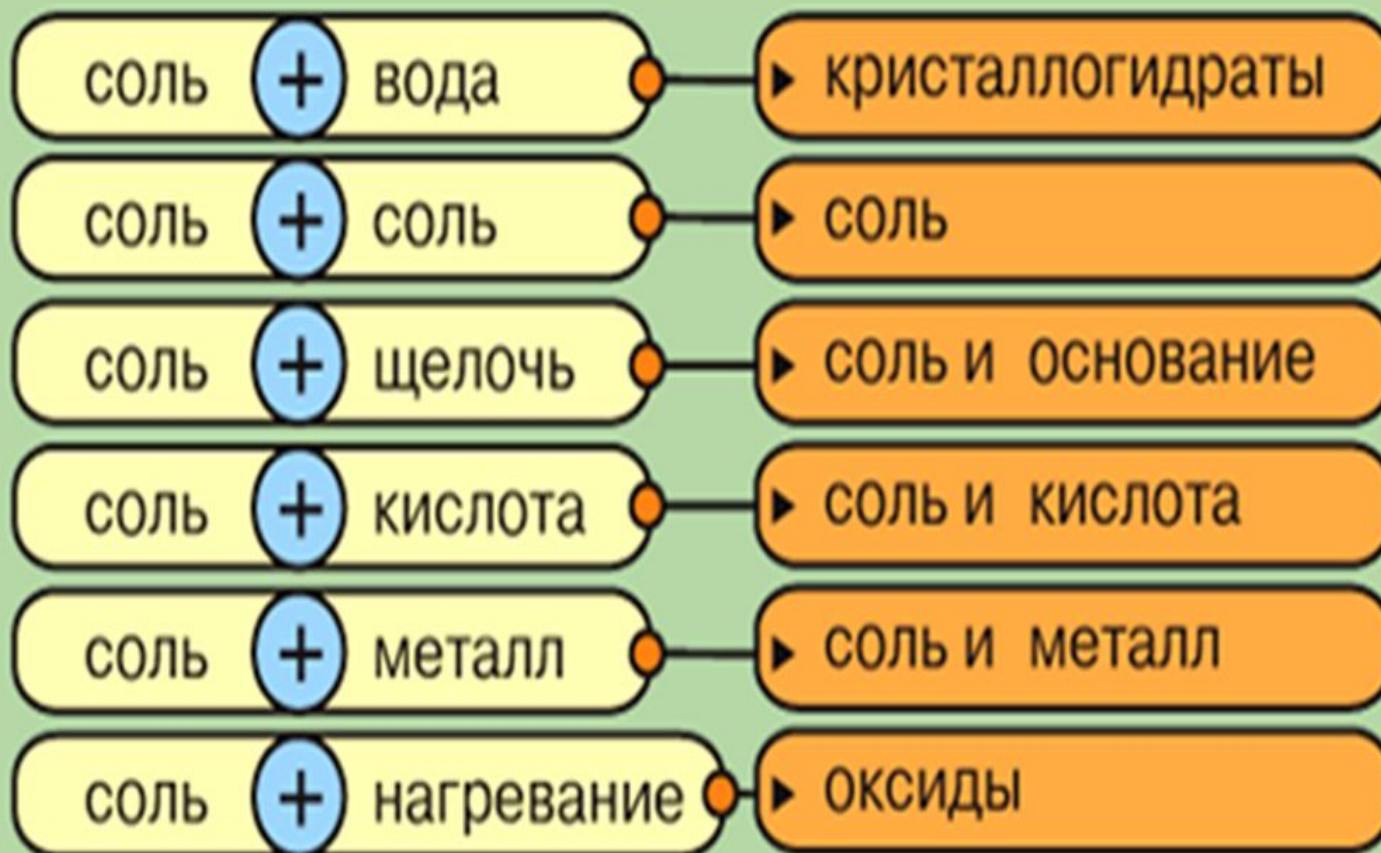 соль + вода ▸ кристаллогидраты
соль + соль ▸ соль
соль + щелочь ▸ соль и основание
соль + кислота ▸ соль и кислота
соль + металл ▸ соль и металл
соль + нагревание ▸ оксиды